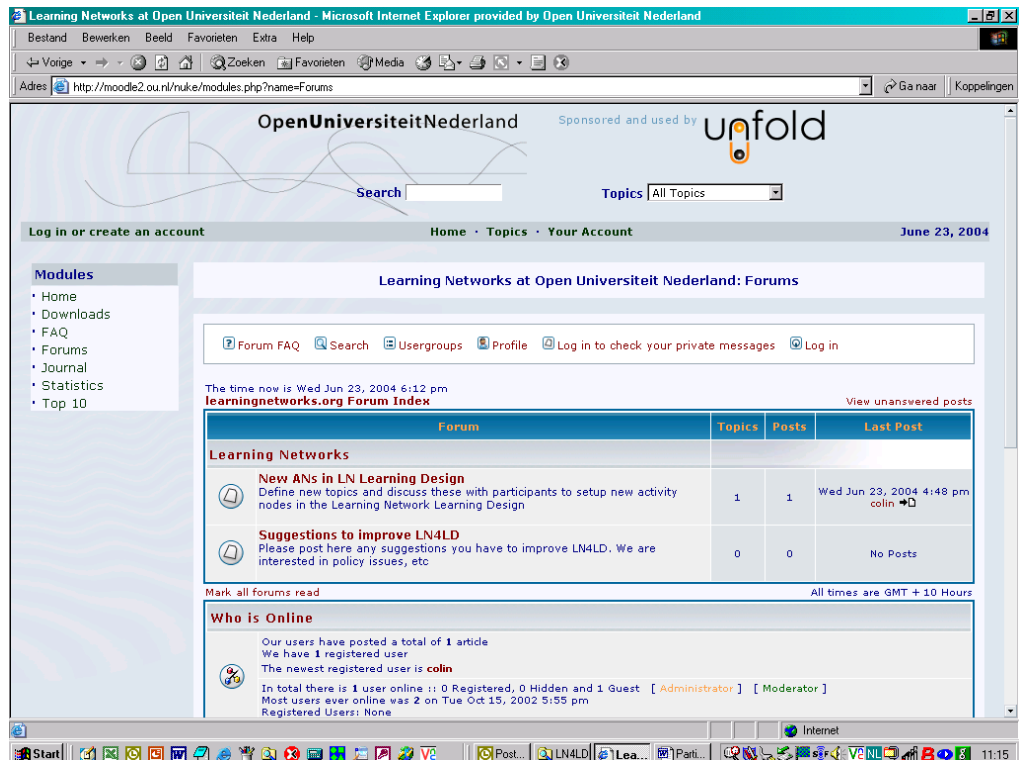 Learning Networks at Open Universiteit Nederland - Microsoft Internet Explorer provided by Open Universiteit Nederland
Bestand Bewerken Beeld Favorieten Extra Help
Vorige Zoeken Favorieten Media
Adres http://moodle2.ou.nl/nuke/modules.php?name=Forums Ga naar Koppelingen
OpenUniversiteitNederland Sponsored and used by unfold
Search Topics All Topics
Log in or create an account Home · Topics · Your Account June 23, 2004
Modules
· Home
· Downloads
· FAQ
· Forums
· Journal
· Statistics
· Top 10
Learning Networks at Open Universiteit Nederland: Forums
Forum FAQ Search Usergroups Profile Log in to check your private messages Log in
The time now is Wed Jun 23, 2004 6:12 pm
learningnetworks.org Forum Index View unanswered posts
Forum Topics Posts Last Post
Learning Networks
New ANs in LN Learning Design
Define new topics and discuss these with participants to setup new activity
nodes in the Learning Network Learning Design
1 1 Wed Jun 23, 2004 4:48 pm
colin
Suggestions to improve LN4LD
Please post here any suggestions you have to improve LN4LD. We are
interested in policy issues, etc
0 0 No Posts
Mark all forums read All times are GMT + 10 Hours
Who is Online
Our users have posted a total of 1 article
We have 1 registered user
The newest registered user is colin
In total there is 1 user online :: 0 Registered, 0 Hidden and 1 Guest [ Administrator ] [ Moderator ]
Most users ever online was 2 on Tue Oct 15, 2002 5:55 pm
Registered Users: None
Internet
Start Post... LN4LD Lea... Parti... NL 11:15